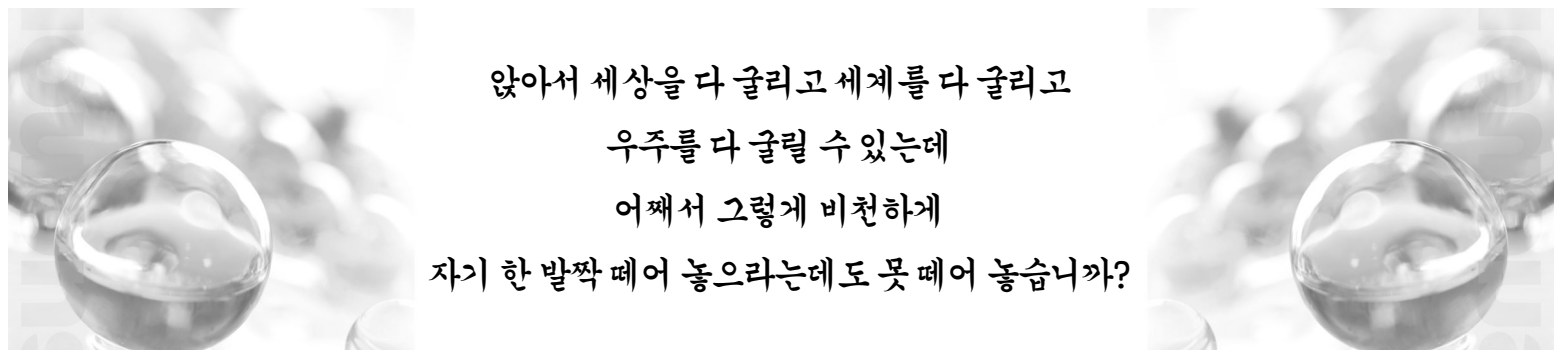 앉아서 세상을 다 굴리고 세계를 다 굴리고
우주를 다 굴릴 수 있는데
어째서 그렇게 비천하게
자기 한 발짝 떼어 놓으라는데도 못 떼어 놓습니까?